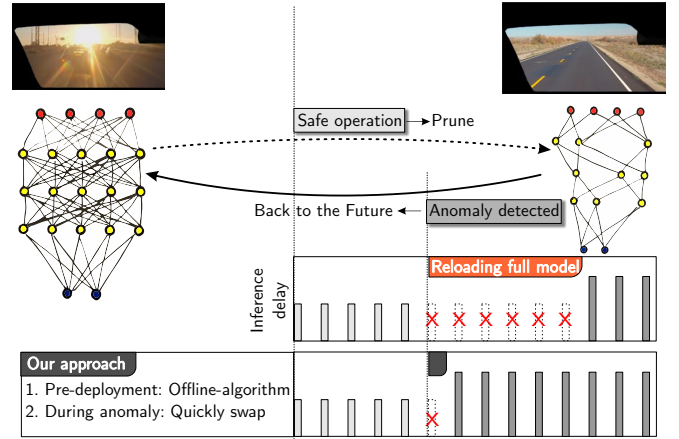 Safe operation
Prune
Back to the Future
Anomaly detected
Inference
delay
Reloading full model
Our approach
1. Pre-deployment: Offline-algorithm
2. During anomaly: Quickly swap